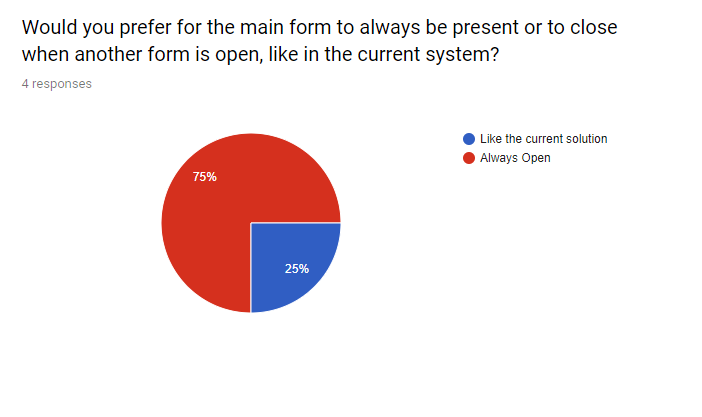 Would you prefer for the main form to always be present or to close
when another form is open, like in the current system?
4 responses
Like the current solution
Always Open
75%
25%